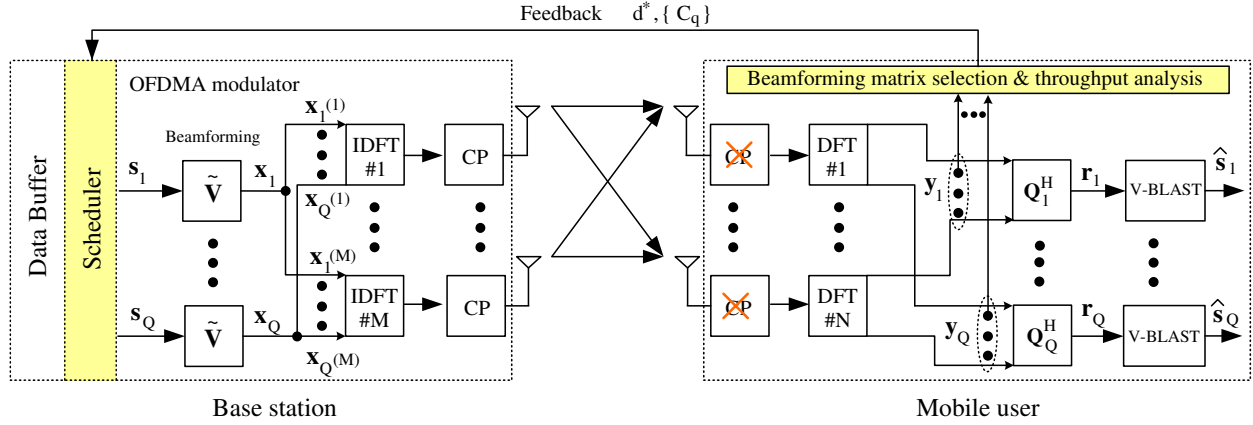 Feedback d*, { C_q }
OFDMA modulator
Beamforming matrix selection & throughput analysis
Data Buffer
Scheduler
Beamforming
s_1
Ṽ
x_1
x_1^(1)
x_Q^(1)
IDFT
#1
CP
s_Q
Ṽ
x_Q
x_1^(M)
x_Q^(M)
IDFT
#M
CP
CP
DFT
#1
y_1
Q_1^H
r_1
V-BLAST
ŝ_1
CP
DFT
#N
y_Q
Q_Q^H
r_Q
V-BLAST
ŝ_Q
Base station
Mobile user